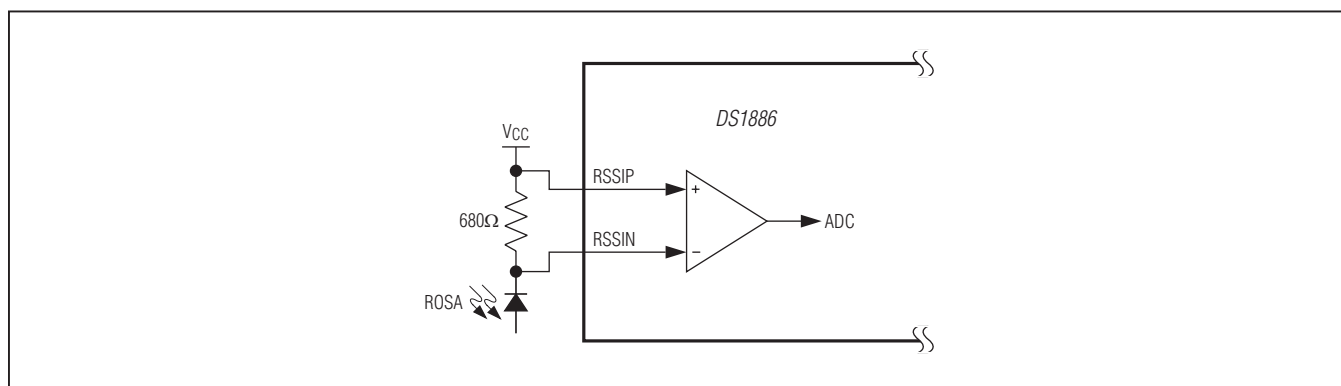 DS1886
VCC
RSSIP
+
680Ω
ADC
RSSIN
−
ROSA